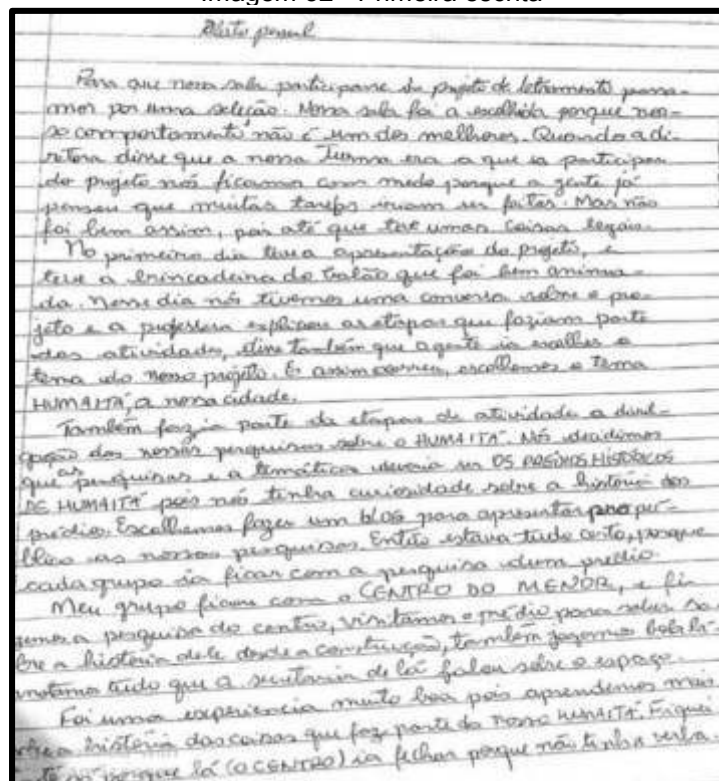 Imagem 02 - Primeira escrita
Relato pessoal
Para que nossa sala participasse do projeto de letramento passa-
mos por uma seleção. Nossa sala foi a escolhida porque nos-
so comportamento não é um dos melhores. Quando a di-
retora disse que a nossa Turma era a que ia participar
do projeto nós ficamos com medo, porque a gente já
pensou que muitas tarefas iriam ser feitas. Mas não
foi bem assim, pois até que teve umas coisas legais.
No primeiro dia teve a apresentação do projeto, e
teve a brincadeira do balão que foi bem anima-
da. Nesse dia nós tivemos uma conversa sobre o pro-
jeto e a professora explicou as etapas que faziam parte
das atividades, disse também que a gente ia escolher o
tema do nosso projeto. E assim ocorreu, escolhemos o tema
HUMAITÁ, a nossa cidade.
Também fazia parte da etapas de atividade a divul-
gação das nossas pesquisas sobre o HUMAITÁ. Nós decidimos
que as pesquisas e a temáticas deveria ser OS PRÉDIOS HISTÓRICOS
DE HUMAITÁ pois nós tinha curiosidade sobre a história dos
prédio. Escolhemos fazer um BLOG para apresentar pro pú-
blico as nossas pesquisas. Então estava tudo certo, porque
cada grupo ia ficar com a pesquisa dum prédio.
Meu grupo ficou com o CENTRO DO MENOR, e fi
zemos a pesquisa do centro, visitamos o prédio para saber so
bre a história dele desde a construção, também jogamos bola lá
anotamos tudo que a secretaria de lá falou sobre o espaço.
Foi uma experiencia muito boa pois aprendemos mais
sobre a história das coisas que faz parte do nosso HUMAITÁ. Fiquei
porque lá (O CENTRO) ia fechar porque não tinha verba.